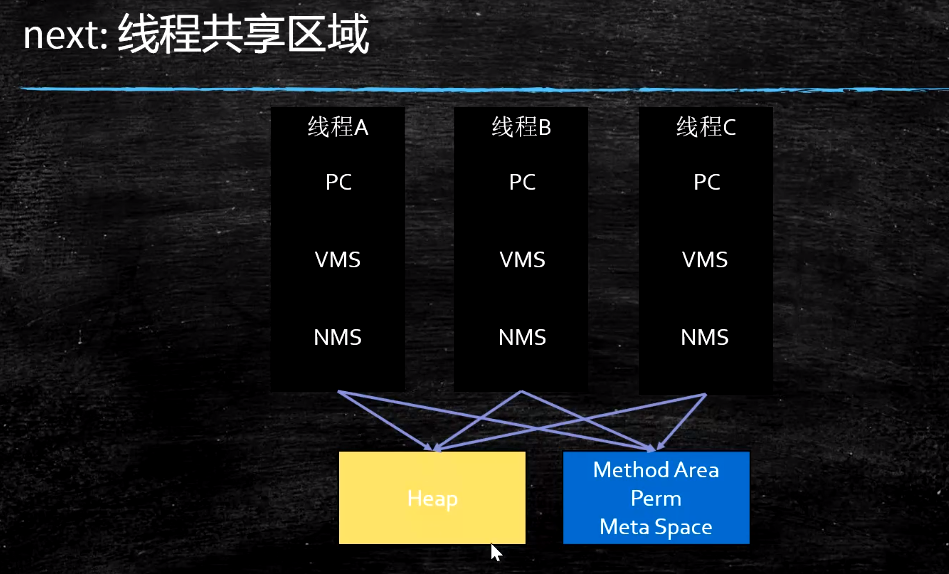 next: 线程共享区域
线程A
PC
VMS
NMS
线程B
PC
VMS
NMS
线程C
PC
VMS
NMS
Heap
Method Area
Perm
Meta Space